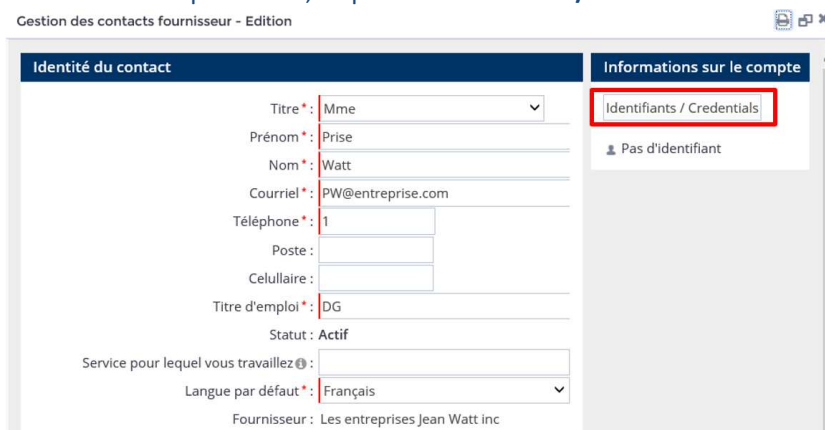 Gestion des contacts fournisseur - Edition
Identité du contact
Titre * : Mme
Prénom * : Prise
Nom * : Watt
Courriel * : PW@entreprise.com
Téléphone * : 1
Poste :
Celullaire :
Titre d'emploi * : DG
Statut : Actif
Service pour lequel vous travaillez :
Langue par défaut * : Français
Fournisseur : Les entreprises Jean Watt inc
Informations sur le compte
Identifiants / Credentials
Pas d'identifiant